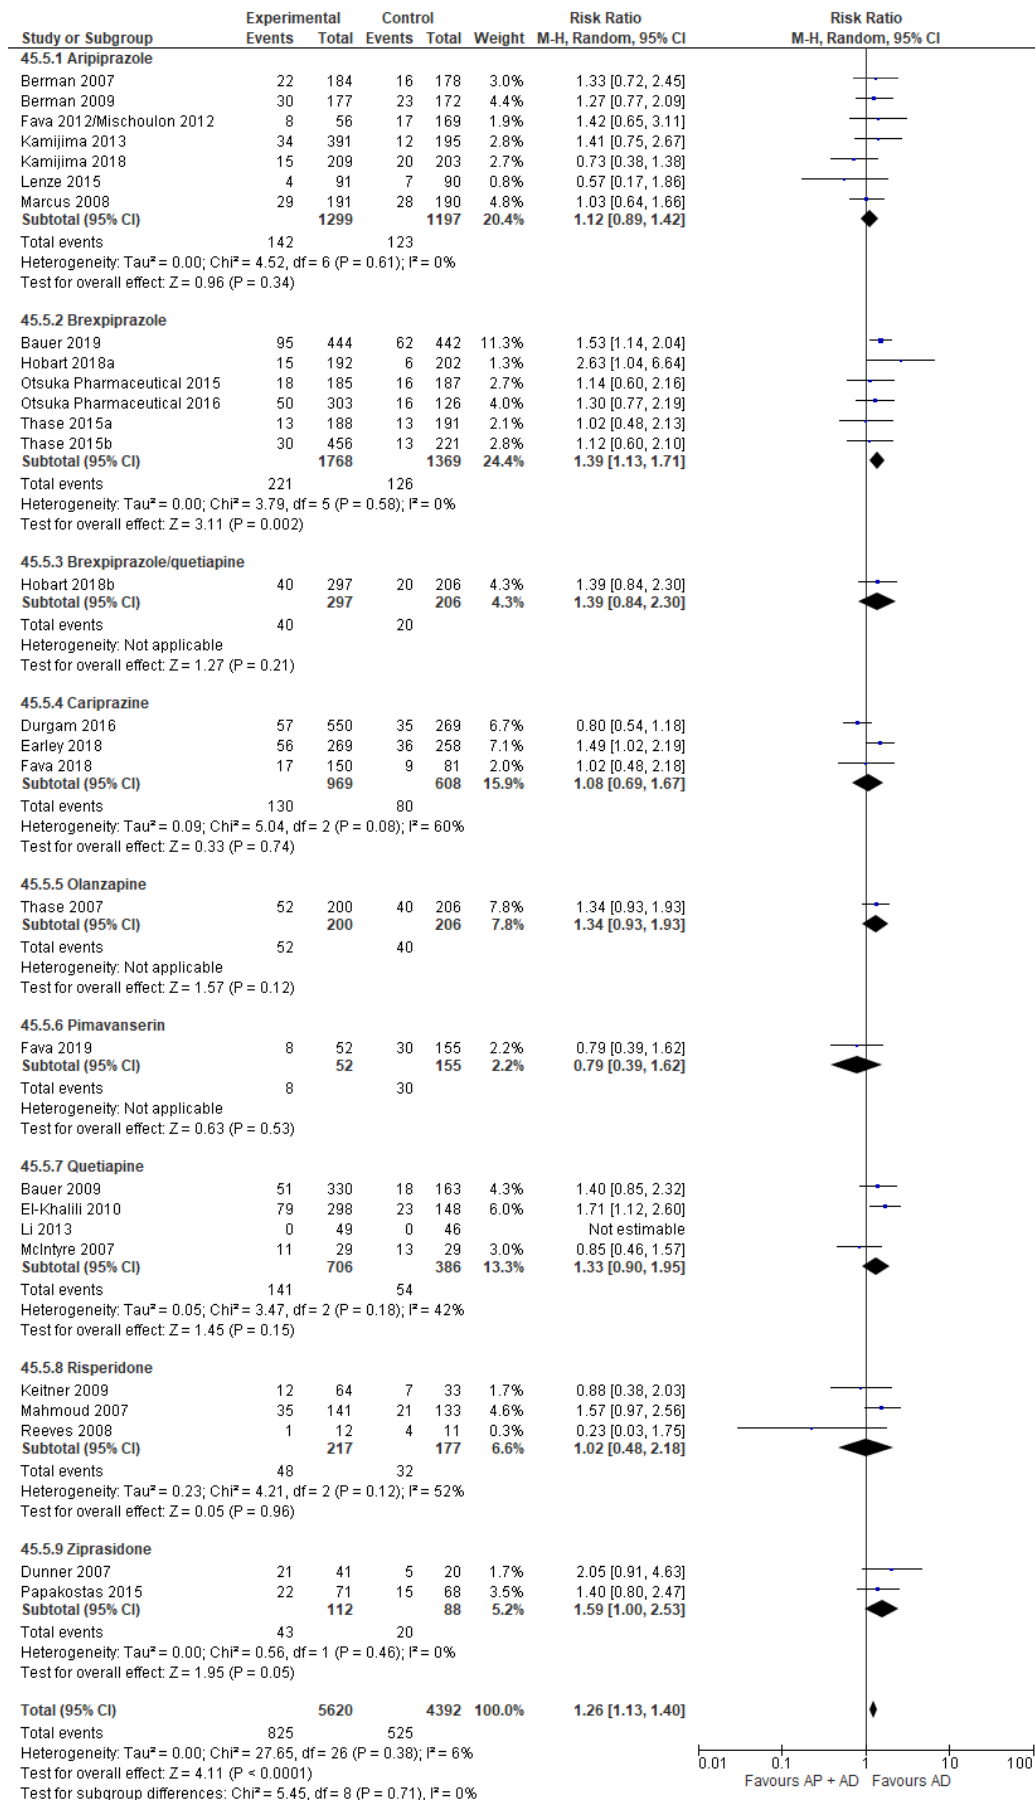 Experimental Control Risk Ratio Risk Ratio
Study or Subgroup Events Total Events Total Weight M-H, Random, 95% CI M-H, Random, 95% CI
45.5.1 Aripiprazole
Berman 2007 22 184 16 178 3.0% 1.33 [0.72, 2.45]
Berman 2009 30 177 23 172 4.4% 1.27 [0.77, 2.09]
Fava 2012/Mischoulon 2012 8 56 17 169 1.9% 1.42 [0.65, 3.11]
Kamijima 2013 34 391 12 195 2.8% 1.41 [0.75, 2.67]
Kamijima 2018 15 209 20 203 2.7% 0.73 [0.38, 1.38]
Lenze 2015 4 91 7 90 0.8% 0.57 [0.17, 1.86]
Marcus 2008 29 191 28 190 4.8% 1.03 [0.64, 1.66]
Subtotal (95% CI) 1299 1197 20.4% 1.12 [0.89, 1.42]
Total events 142 123
Heterogeneity: Tau² = 0.00; Chi² = 4.52, df = 6 (P = 0.61); I² = 0%
Test for overall effect: Z = 0.96 (P = 0.34)
45.5.2 Brexpiprazole
Bauer 2019 95 444 62 442 11.3% 1.53 [1.14, 2.04]
Hobart 2018a 15 192 6 202 1.3% 2.63 [1.04, 6.64]
Otsuka Pharmaceutical 2015 18 185 16 187 2.7% 1.14 [0.60, 2.16]
Otsuka Pharmaceutical 2016 50 303 16 126 4.0% 1.30 [0.77, 2.19]
Thase 2015a 13 188 13 191 2.1% 1.02 [0.48, 2.13]
Thase 2015b 30 456 13 221 2.8% 1.12 [0.60, 2.10]
Subtotal (95% CI) 1768 1369 24.4% 1.39 [1.13, 1.71]
Total events 221 126
Heterogeneity: Tau² = 0.00; Chi² = 3.79, df = 5 (P = 0.58); I² = 0%
Test for overall effect: Z = 3.11 (P = 0.002)
45.5.3 Brexpiprazole/quetiapine
Hobart 2018b 40 297 20 206 4.3% 1.39 [0.84, 2.30]
Subtotal (95% CI) 297 206 4.3% 1.39 [0.84, 2.30]
Total events 40 20
Heterogeneity: Not applicable
Test for overall effect: Z = 1.27 (P = 0.21)
45.5.4 Cariprazine
Durgam 2016 57 550 35 269 6.7% 0.80 [0.54, 1.18]
Earley 2018 56 269 36 258 7.1% 1.49 [1.02, 2.19]
Fava 2018 17 150 9 81 2.0% 1.02 [0.48, 2.18]
Subtotal (95% CI) 969 608 15.9% 1.08 [0.69, 1.67]
Total events 130 80
Heterogeneity: Tau² = 0.09; Chi² = 5.04, df = 2 (P = 0.08); I² = 60%
Test for overall effect: Z = 0.33 (P = 0.74)
45.5.5 Olanzapine
Thase 2007 52 200 40 206 7.8% 1.34 [0.93, 1.93]
Subtotal (95% CI) 200 206 7.8% 1.34 [0.93, 1.93]
Total events 52 40
Heterogeneity: Not applicable
Test for overall effect: Z = 1.57 (P = 0.12)
45.5.6 Pimavanserin
Fava 2019 8 52 30 155 2.2% 0.79 [0.39, 1.62]
Subtotal (95% CI) 52 155 2.2% 0.79 [0.39, 1.62]
Total events 8 30
Heterogeneity: Not applicable
Test for overall effect: Z = 0.63 (P = 0.53)
45.5.7 Quetiapine
Bauer 2009 51 330 18 163 4.3% 1.40 [0.85, 2.32]
El-Khalili 2010 79 298 23 148 6.0% 1.71 [1.12, 2.60]
Li 2013 0 49 0 46 Not estimable
McIntyre 2007 11 29 13 29 3.0% 0.85 [0.46, 1.57]
Subtotal (95% CI) 706 386 13.3% 1.33 [0.90, 1.95]
Total events 141 54
Heterogeneity: Tau² = 0.05; Chi² = 3.47, df = 2 (P = 0.18); I² = 42%
Test for overall effect: Z = 1.45 (P = 0.15)
45.5.8 Risperidone
Keitner 2009 12 64 7 33 1.7% 0.88 [0.38, 2.03]
Mahmoud 2007 35 141 21 133 4.6% 1.57 [0.97, 2.56]
Reeves 2008 1 12 4 11 0.3% 0.23 [0.03, 1.75]
Subtotal (95% CI) 217 177 6.6% 1.02 [0.48, 2.18]
Total events 48 32
Heterogeneity: Tau² = 0.23; Chi² = 4.21, df = 2 (P = 0.12); I² = 52%
Test for overall effect: Z = 0.05 (P = 0.96)
45.5.9 Ziprasidone
Dunner 2007 21 41 5 20 1.7% 2.05 [0.91, 4.63]
Papakostas 2015 22 71 15 68 3.5% 1.40 [0.80, 2.47]
Subtotal (95% CI) 112 88 5.2% 1.59 [1.00, 2.53]
Total events 43 20
Heterogeneity: Tau² = 0.00; Chi² = 0.56, df = 1 (P = 0.46); I² = 0%
Test for overall effect: Z = 1.95 (P = 0.05)
Total (95% CI) 5620 4392 100.0% 1.26 [1.13, 1.40]
Total events 825 525
Heterogeneity: Tau² = 0.00; Chi² = 27.65, df = 26 (P = 0.38); I² = 6%
Test for overall effect: Z = 4.11 (P < 0.0001)
Test for subgroup differences: Chi² = 5.45, df = 8 (P = 0.71), I² = 0%
0.01 0.1 1 10 100
Favours AP + AD Favours AD